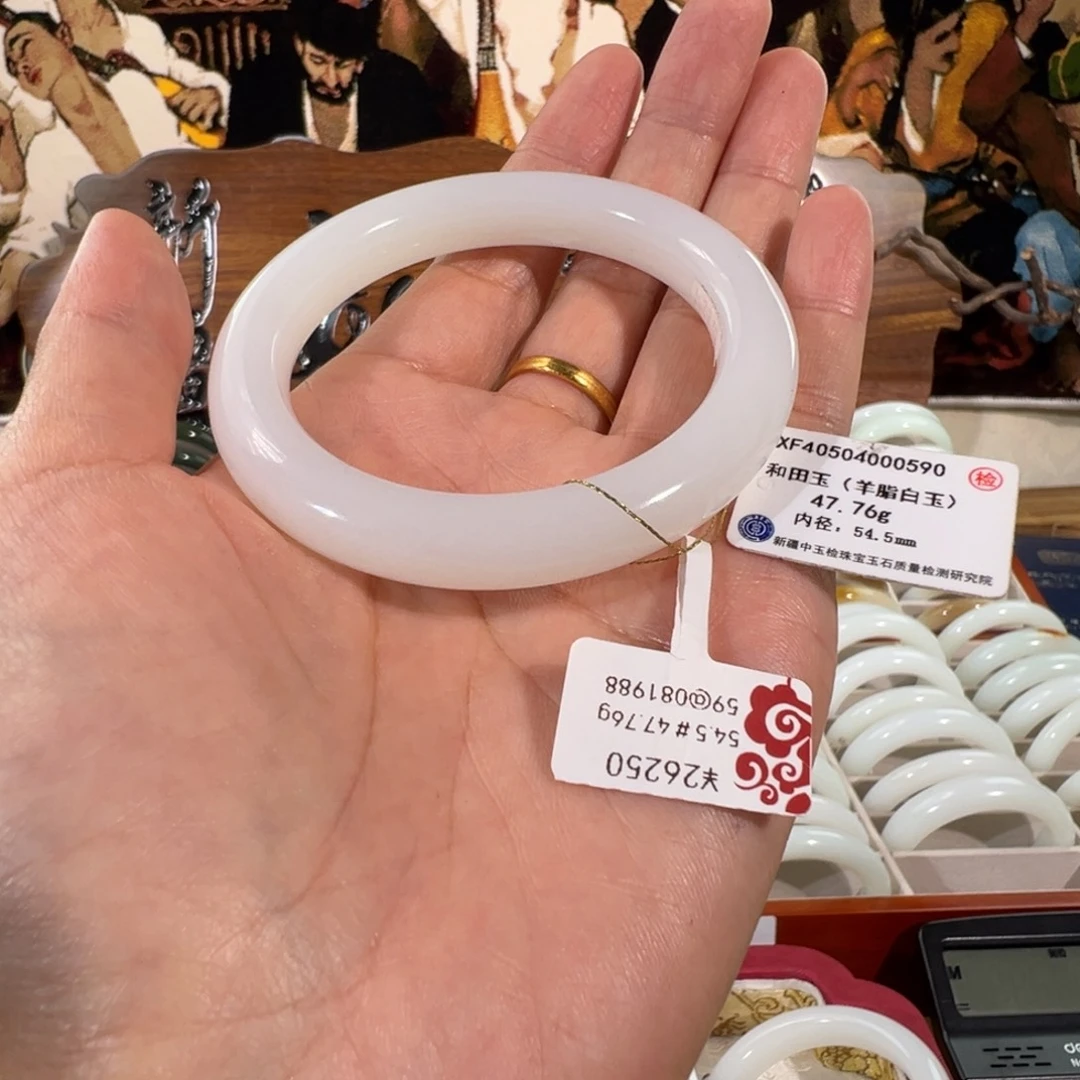 XF40504000590
检
和田玉（羊脂白玉）
47.76g
内径：54.5mm
新疆中玉检珠宝玉石质量检测研究院
¥26250
54.5#47.76g
59@081988